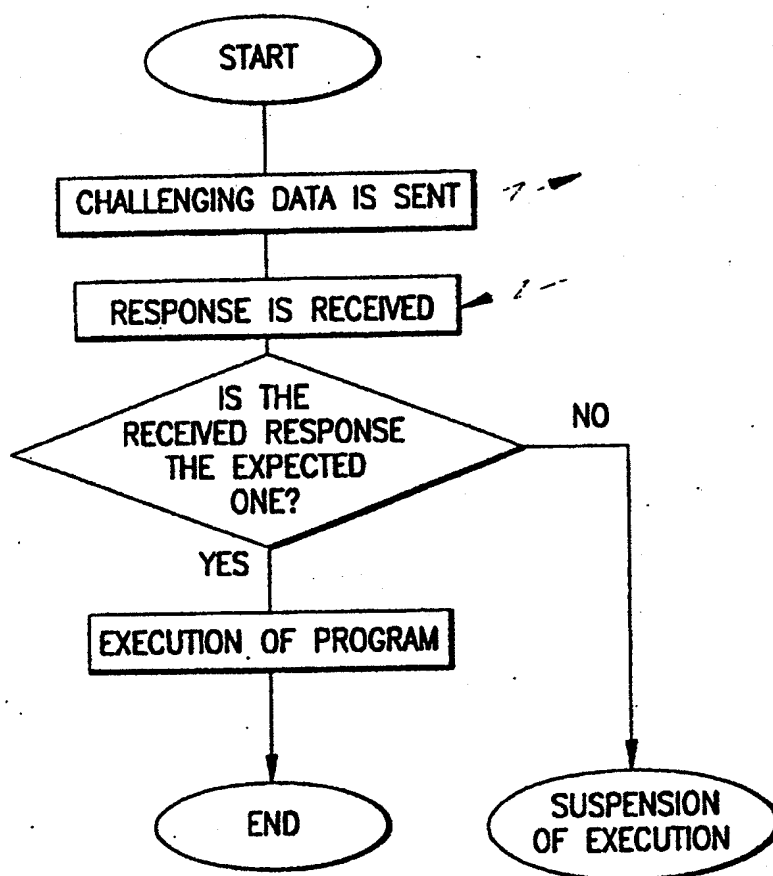 START
CHALLENGING DATA IS SENT
RESPONSE IS RECEIVED
IS THE
RECEIVED RESPONSE
THE EXPECTED
ONE?
NO
YES
EXECUTION OF PROGRAM
END
SUSPENSION
OF EXECUTION